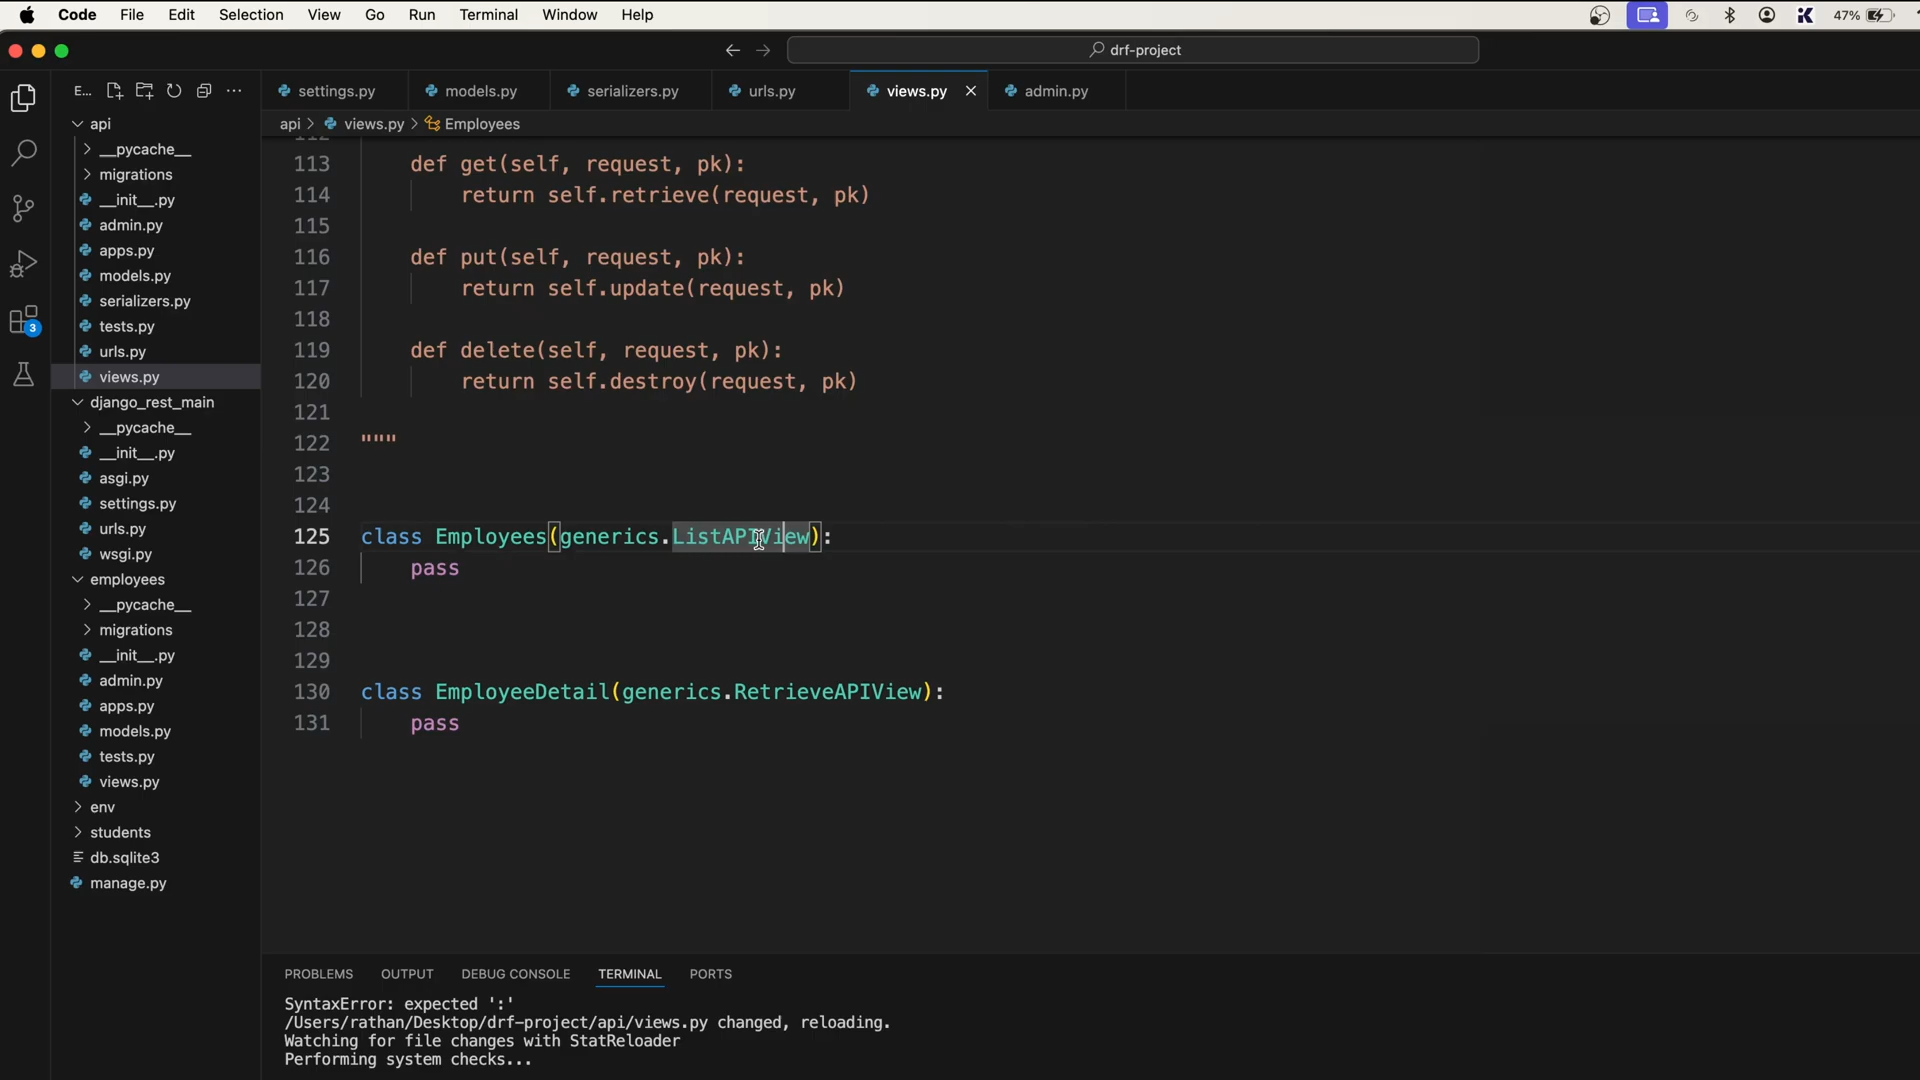 Code File Edit Selection View Go Run Terminal Window Help 47%
drf-project
E... settings.py models.py serializers.py urls.py views.py admin.py
api > views.py > Employees
api
__pycache__
migrations
__init__.py
admin.py
apps.py
models.py
serializers.py
tests.py
urls.py
views.py
django_rest_main
__pycache__
__init__.py
asgi.py
settings.py
urls.py
wsgi.py
employees
__pycache__
migrations
__init__.py
admin.py
apps.py
models.py
tests.py
views.py
env
students
db.sqlite3
manage.py
3
112
113 def get(self, request, pk):
114 return self.retrieve(request, pk)
115
116 def put(self, request, pk):
117 return self.update(request, pk)
118
119 def delete(self, request, pk):
120 return self.destroy(request, pk)
121
122 """
123
124
125 class Employees(generics.ListAPIView):
126 pass
127
128
129
130 class EmployeeDetail(generics.RetrieveAPIView):
131 pass
PROBLEMS OUTPUT DEBUG CONSOLE TERMINAL PORTS
SyntaxError: expected ':'
/Users/rathan/Desktop/drf-project/api/views.py changed, reloading.
Watching for file changes with StatReloader
Performing system checks...